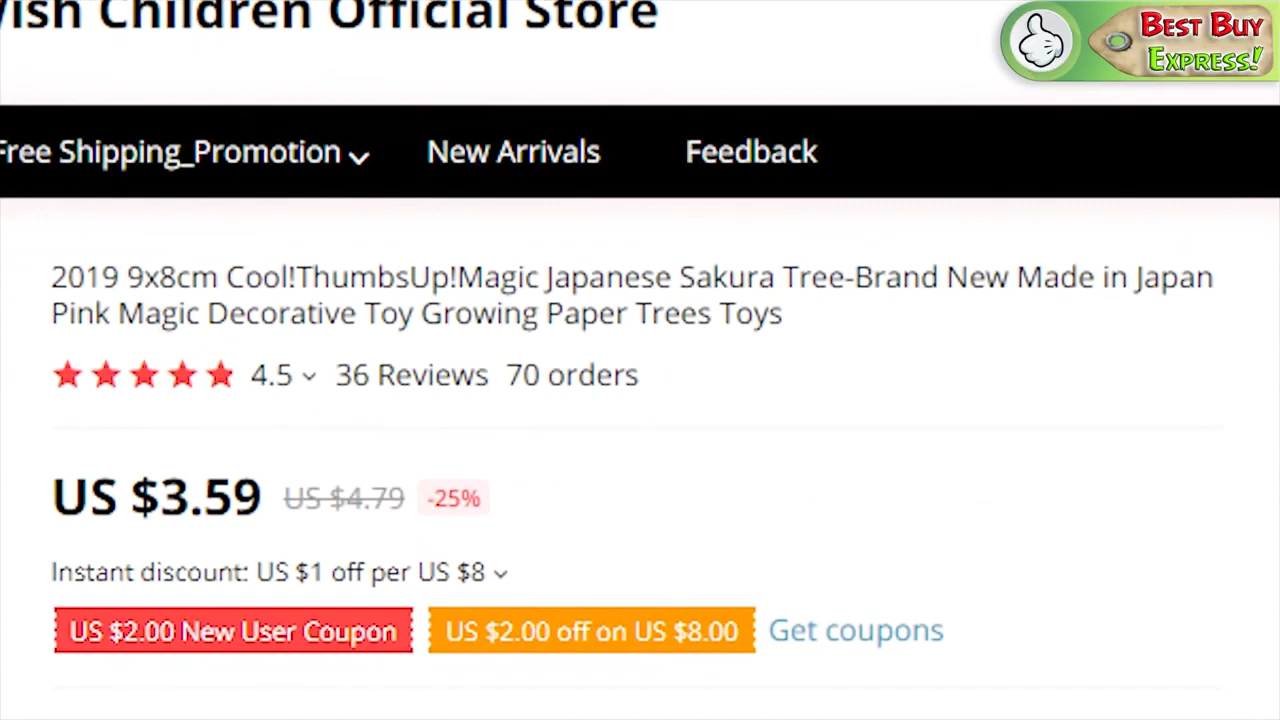 ish Children Official Store
BEST BUY
EXPRESS!
Free Shipping_Promotion
New Arrivals
Feedback
2019 9x8cm Cool!ThumbsUp!Magic Japanese Sakura Tree-Brand New Made in Japan
Pink Magic Decorative Toy Growing Paper Trees Toys
4.5 36 Reviews 70 orders
US $3.59 US $4.79 -25%
Instant discount: US $1 off per US $8
US $2.00 New User Coupon US $2.00 off on US $8.00 Get coupons